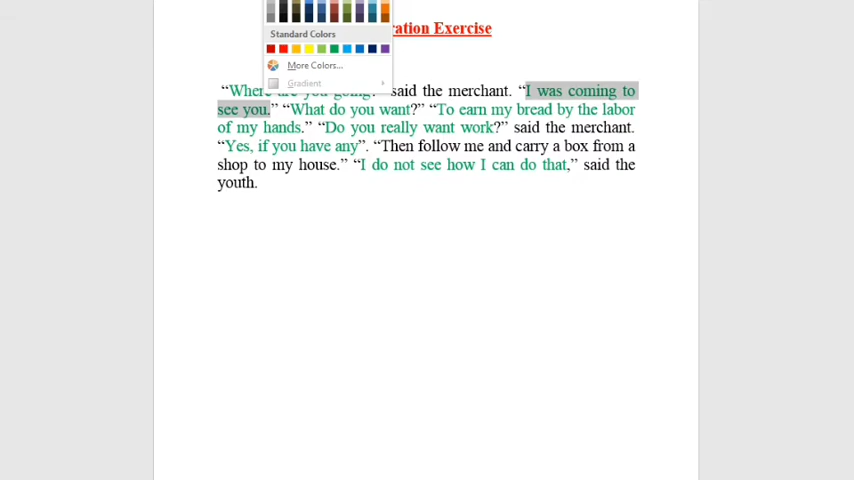 ration Exercise
Standard Colors
More Colors...
Gradient
“Where are you going?” said the merchant. “I was coming to
see you.” “What do you want?” “To earn my bread by the labor
of my hands.” “Do you really want work?” said the merchant.
“Yes, if you have any”. “Then follow me and carry a box from a
shop to my house.” “I do not see how I can do that,” said the
youth.